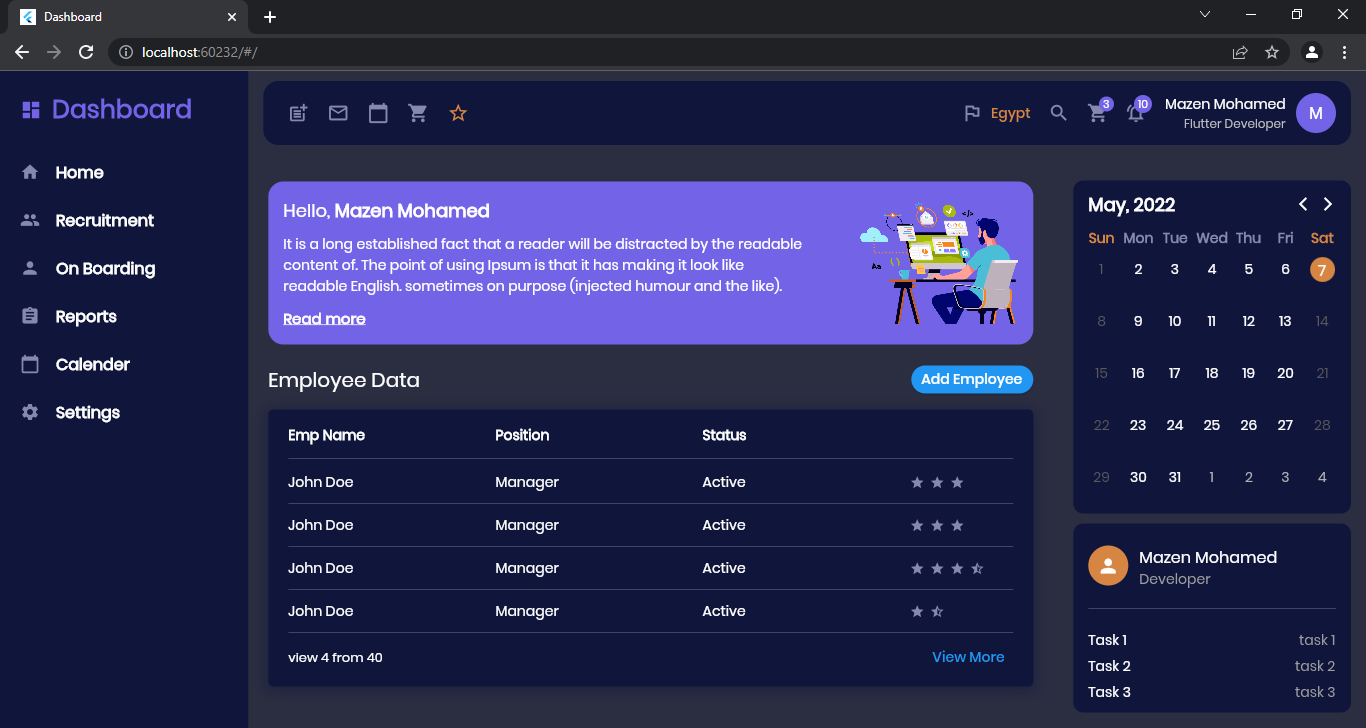 Dashboard
localhost:60232/#/
Dashboard
Home
Recruitment
On Boarding
Reports
Calender
Settings
Egypt
3
10
Mazen Mohamed
Flutter Developer
M
Hello, Mazen Mohamed
It is a long established fact that a reader will be distracted by the readable
content of. The point of using Ipsum is that it has making it look like
readable English. sometimes on purpose (injected humour and the like).
Read more
</>
Aa
Employee Data
Add Employee
Emp Name Position Status
John Doe Manager Active
John Doe Manager Active
John Doe Manager Active
John Doe Manager Active
view 4 from 40
View More
May, 2022
Sun Mon Tue Wed Thu Fri Sat
1 2 3 4 5 6 7
8 9 10 11 12 13 14
15 16 17 18 19 20 21
22 23 24 25 26 27 28
29 30 31 1 2 3 4
Mazen Mohamed
Developer
Task 1 task 1
Task 2 task 2
Task 3 task 3